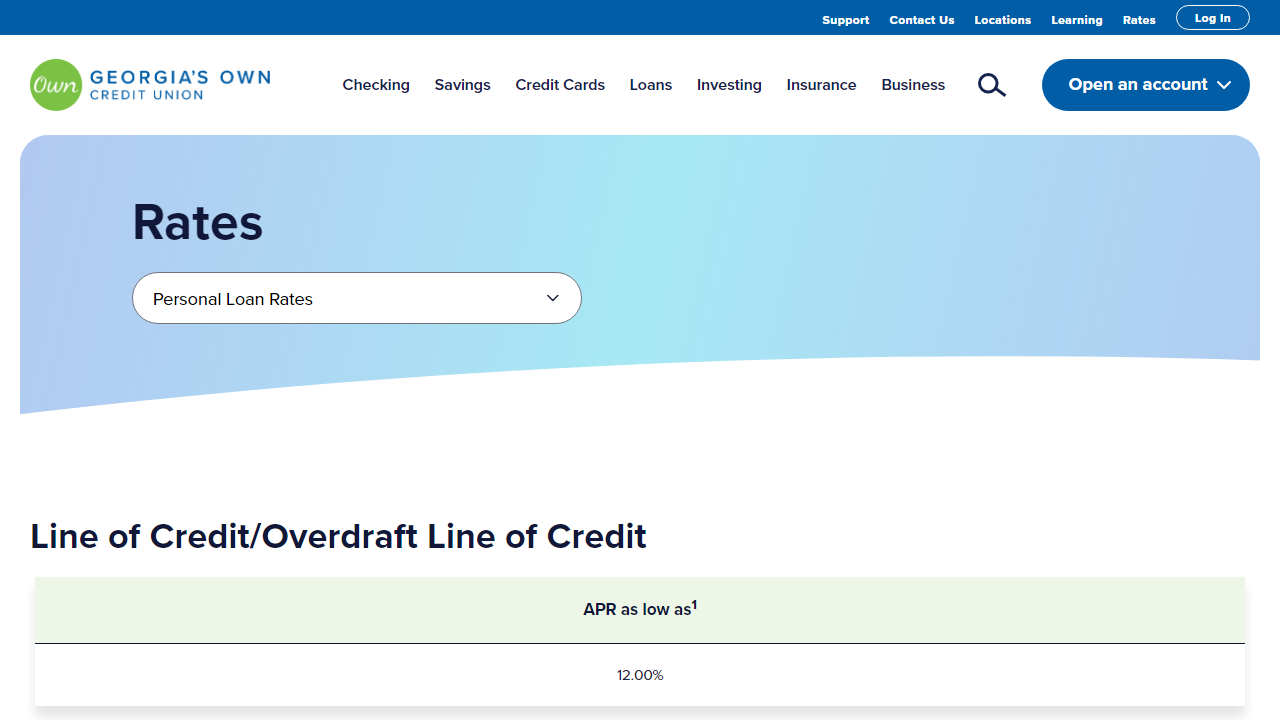 Support Contact Us Locations Learning Rates Log In
Own GEORGIA'S OWN
CREDIT UNION
Checking Savings Credit Cards Loans Investing Insurance Business Open an account
Rates
Personal Loan Rates
Line of Credit/Overdraft Line of Credit
APR as low as1
12.00%